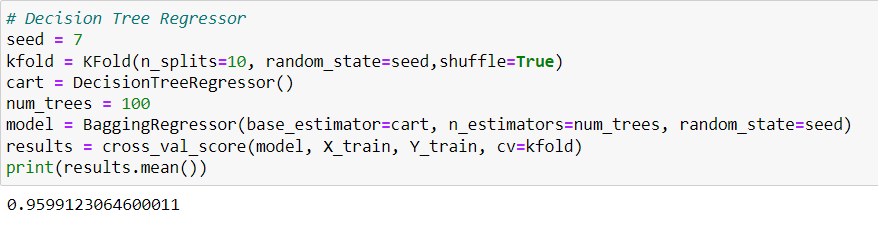 # Decision Tree Regressor
seed = 7
kfold = KFold(n_splits=10, random_state=seed,shuffle=True)
cart = DecisionTreeRegressor()
num_trees = 100
model = BaggingRegressor(base_estimator=cart, n_estimators=num_trees, random_state=seed)
results = cross_val_score(model, X_train, Y_train, cv=kfold)
print(results.mean())
0.9599123064600011